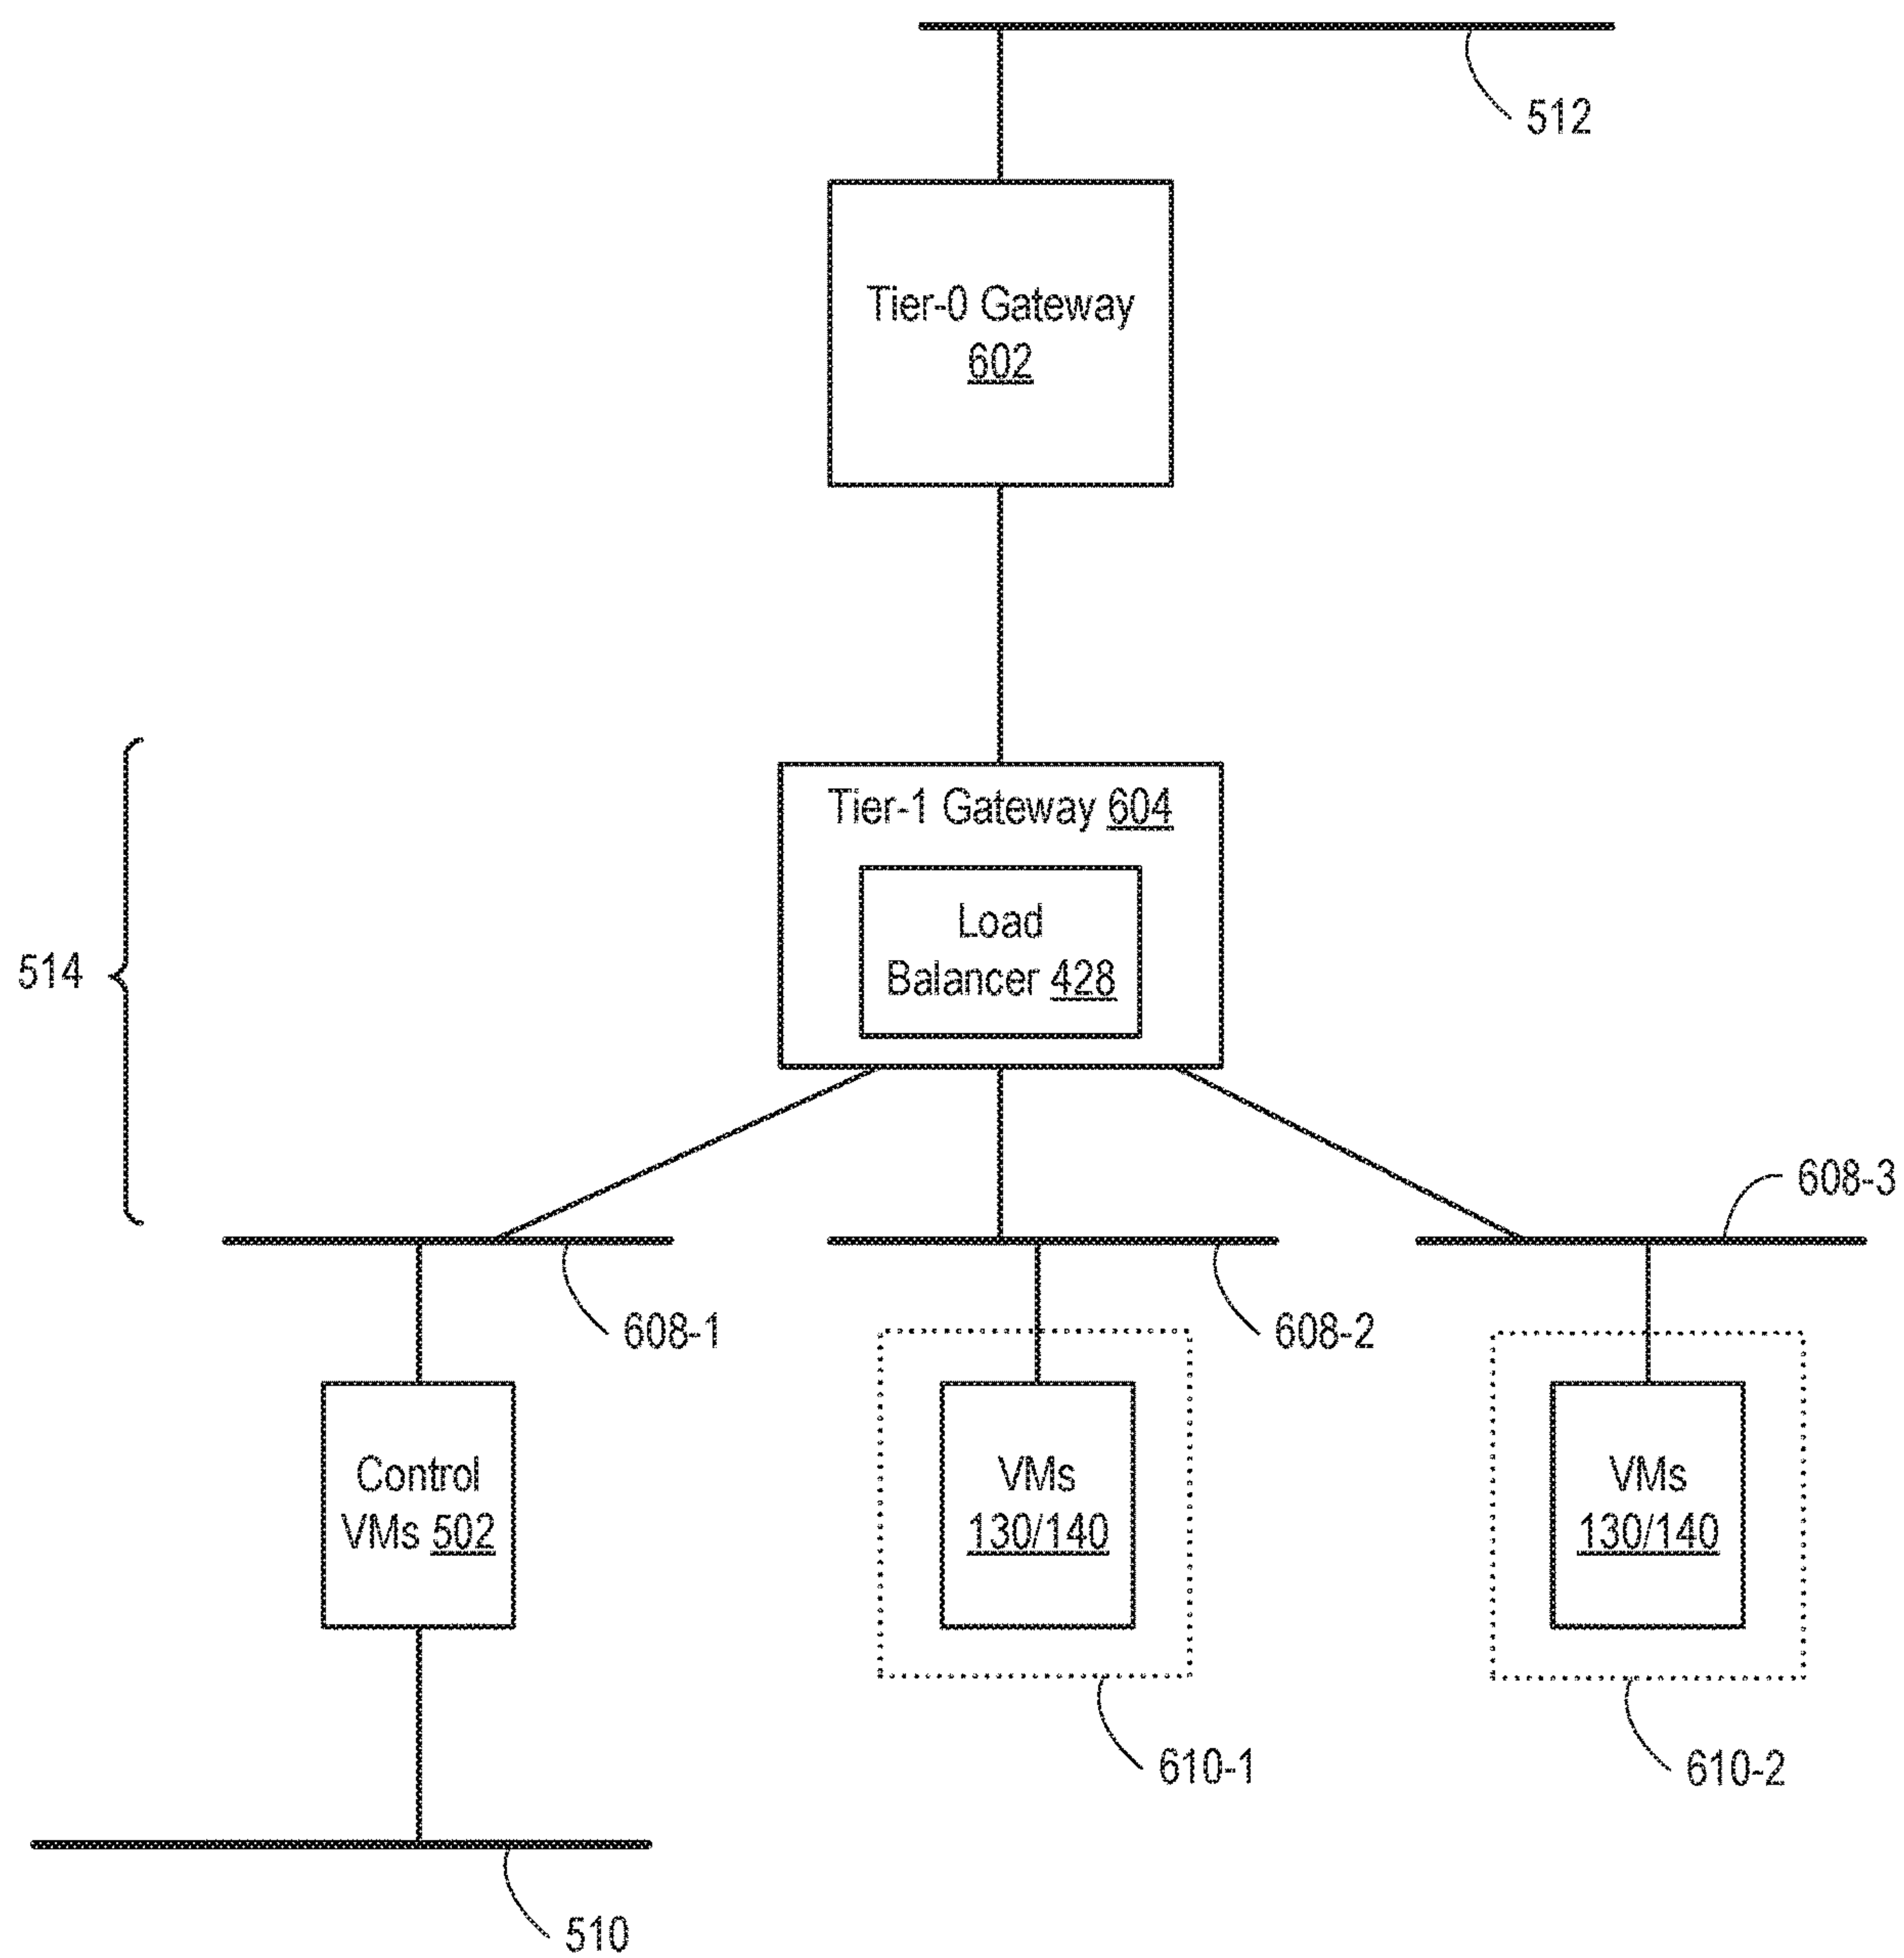 512
Tier-0 Gateway
602
Tier-1 Gateway 604
Load
Balancer 428
514
608-3
608-1
608-2
Control
VMs 502
VMs
130/140
VMs
130/140
610-1
610-2
510